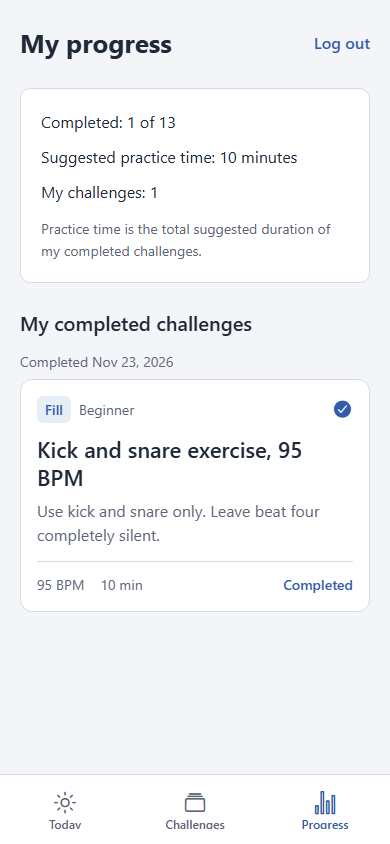 My progress
Log out
Completed: 1 of 13
Suggested practice time: 10 minutes
My challenges: 1
Practice time is the total suggested duration of
my completed challenges.
My completed challenges
Completed Nov 23, 2026
Fill
Beginner
Kick and snare exercise, 95
BPM
Use kick and snare only. Leave beat four
completely silent.
95 BPM
10 min
Completed
Today
Challenges
Progress